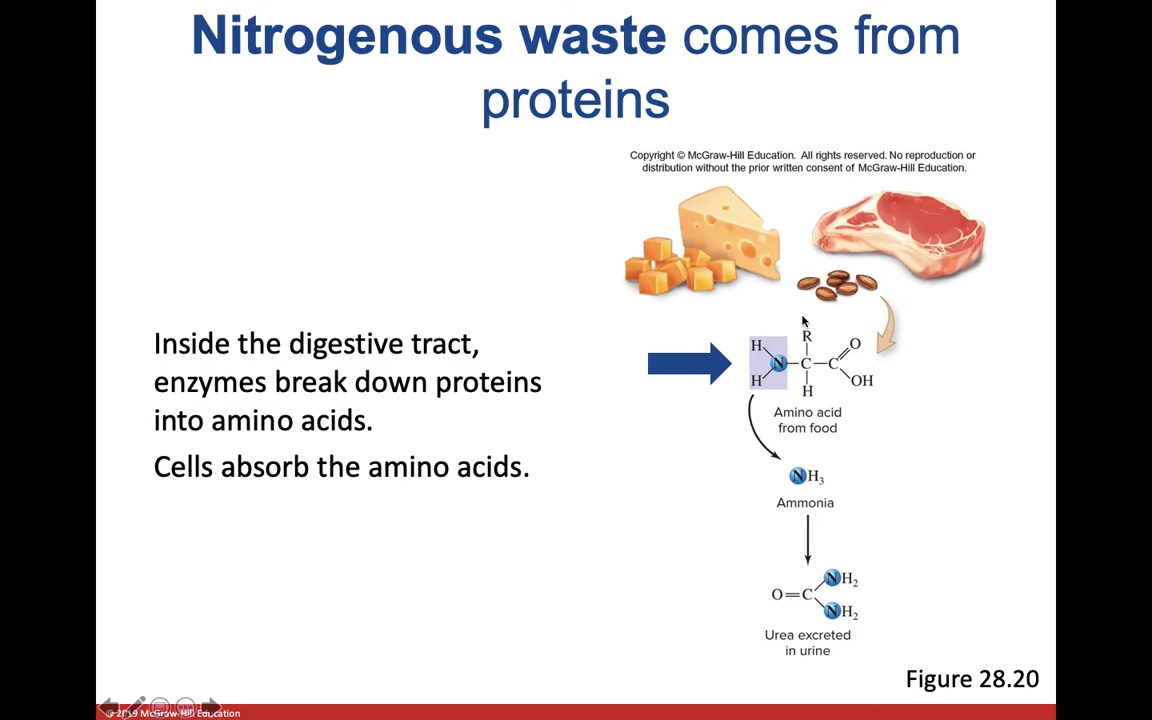 Nitrogenous waste comes from
proteins
Copyright © McGraw-Hill Education. All rights reserved. No reproduction or
distribution without the prior written consent of McGraw-Hill Education.
Inside the digestive tract,
enzymes break down proteins
into amino acids.
Cells absorb the amino acids.
R
H
O
N
C
C
H
OH
H
Amino acid
from food
NH₃
Ammonia
NH₂
O=C
NH₂
Urea excreted
in urine
Figure 28.20
© 2019 McGraw-Hill Education